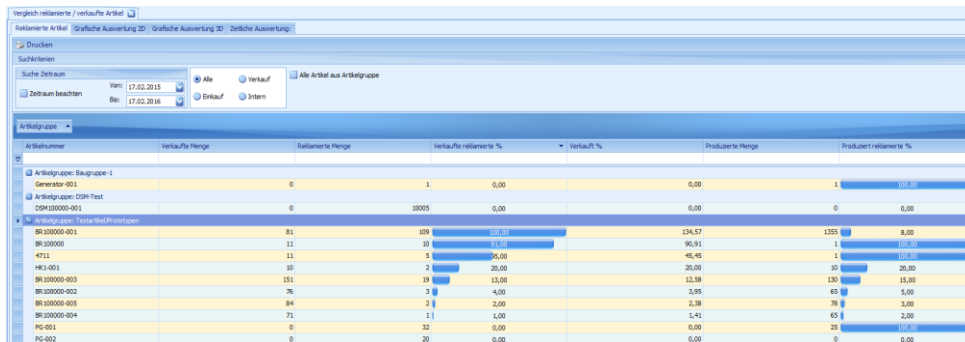 Vergleich reklamierte / verkaufte Artikel
Reklamierte Artikel Grafische Auswertung 2D Grafische Auswertung 3D Zeitliche Auswertung:
Drucken
Suchkriterien
Suche Zeitraum
Zeitraum beachten Von: 17.02.2015
Bis: 17.02.2016
Alle Verkauf
Einkauf Intern
Alle Artikel aus Artikelgruppe
Artikelgruppe
Artikelnummer Verkaufte Menge Reklamierte Menge Verkaufte reklamierte % Verkauft % Produzierte Menge Produziert reklamierte %
Artikelgruppe: Baugruppe-1
Generator-001 0 1 0,00 0,00 1 100,00
Artikelgruppe: DSM-Test
DSM100000-001 0 10005 0,00 0,00 0 0,00
Artikelgruppe: Testartikel/Prototypen
BR100000-001 81 109 100,00 134,57 1355 8,00
BR100000 11 10 91,00 90,91 1 100,00
4711 11 5 45,45 1 100,00
HK1-001 10 2 20,00 20,00 10 20,00
BR100000-003 151 19 13,00 12,58 130 15,00
BR100000-002 76 3 4,00 3,95 65 5,00
BR100000-005 84 2 2,00 2,38 78 3,00
BR100000-004 71 1 1,00 1,41 65 2,00
PG-001 0 32 0,00 0,00 25 100,00
PG-002 0 20 0,00 0,00 0 0,00